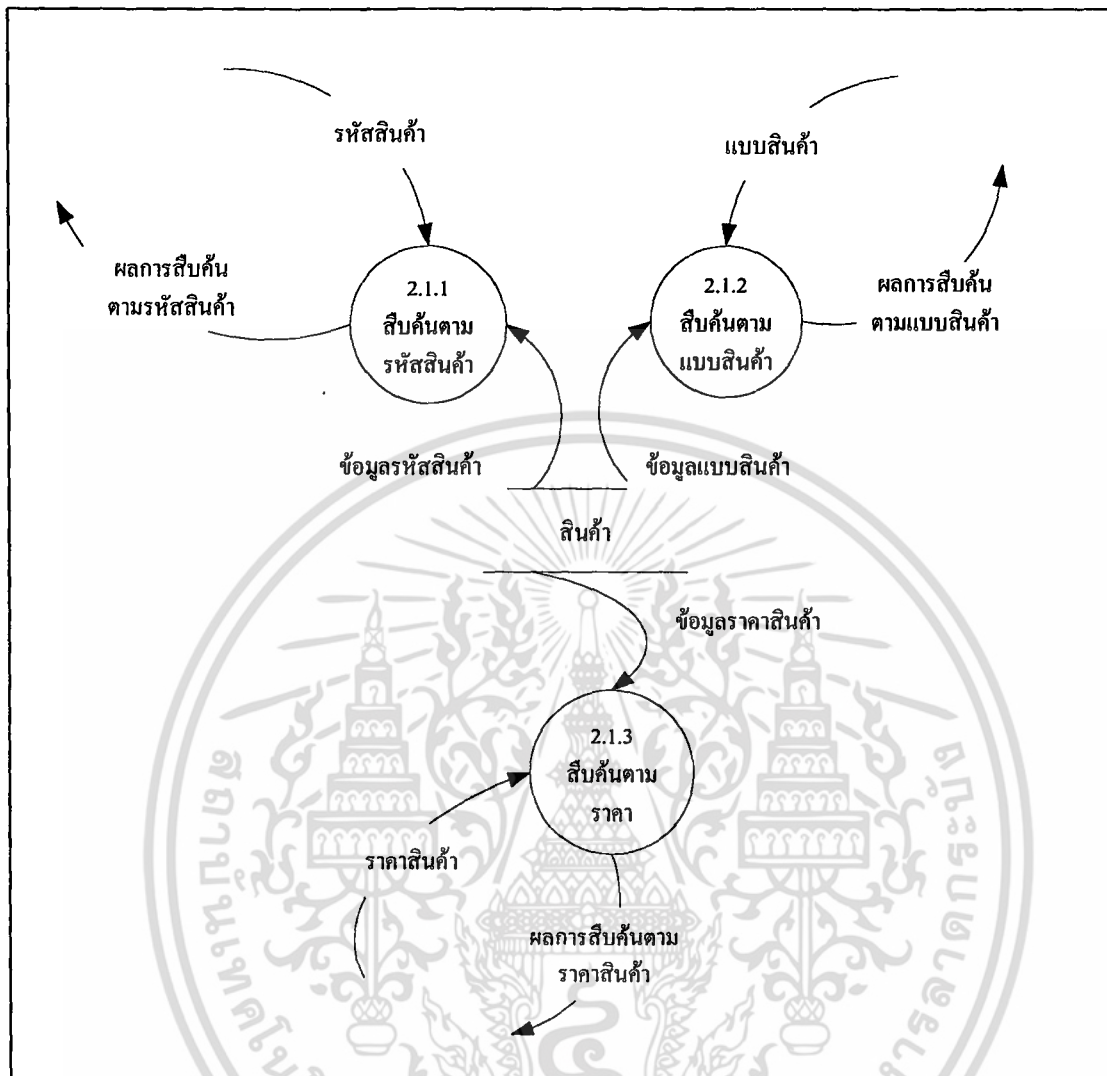 รหัสสินค้า
แบบสินค้า
ผลการสืบค้น
ตามรหัสสินค้า
2.1.1
สืบค้นตาม
รหัสสินค้า
2.1.2
สืบค้นตาม
แบบสินค้า
ผลการสืบค้น
ตามแบบสินค้า
ข้อมูลรหัสสินค้า
ข้อมูลแบบสินค้า
สินค้า
ข้อมูลราคาสินค้า
2.1.3
สืบค้นตาม
ราคา
ราคาสินค้า
ผลการสืบค้นตาม
ราคาสินค้า